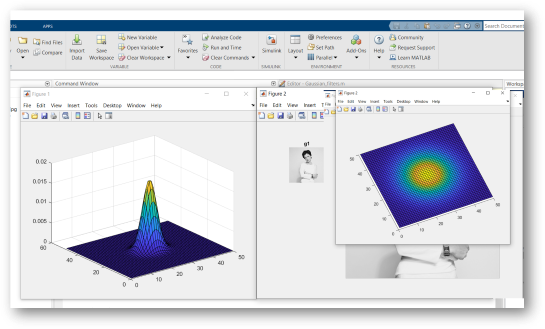 APPS
Search Document
Open
Find Files
Compare
Import
Data
Save
Workspace
New Variable
Open Variable
Clear Workspace
Favorites
Analyze Code
Run and Time
Clear Commands
Simulink
Layout
Preferences
Set Path
Parallel
Add-Ons
Help
Community
Request Support
Learn MATLAB
VARIABLE
CODE
SIMULINK
ENVIRONMENT
RESOURCES
Command Window
Editor - Gaussian_filters.m
Worksp
Figure 1
File Edit View Insert Tools Desktop Window Help
0.02
0.015
0.01
0.005
0
60
40
20
0
0
10
20
30
40
50
Figure 2
File Edit View Insert
g1
Figure 3
File Edit View Insert Tools Desktop Window Help
50
40
30
20
10
0
0
10
20
30
40
50